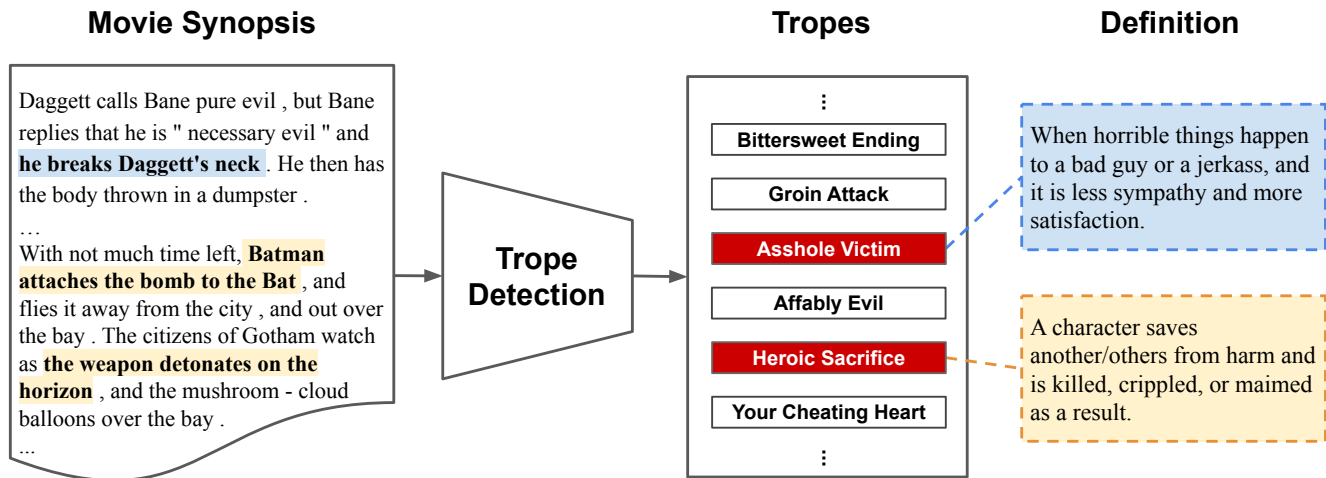 Movie Synopsis
Tropes
Definition
Daggett calls Bane pure evil , but Bane
replies that he is " necessary evil " and
he breaks Daggett's neck . He then has
the body thrown in a dumpster .
…
With not much time left, Batman
attaches the bomb to the Bat , and
flies it away from the city , and out over
the bay . The citizens of Gotham watch
as the weapon detonates on the
horizon , and the mushroom - cloud
balloons over the bay .
...
Trope
Detection
⋮
Bittersweet Ending
Groin Attack
Asshole Victim
Affably Evil
Heroic Sacrifice
Your Cheating Heart
⋮
When horrible things happen
to a bad guy or a jerkass, and
it is less sympathy and more
satisfaction.
A character saves
another/others from harm and
is killed, crippled, or maimed
as a result.